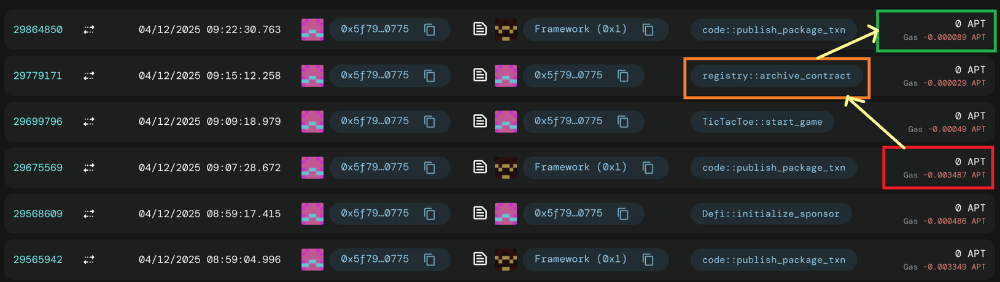 29864850 04/12/2025 09:22:30.763 0x5f79…0775 Framework (0x1) code::publish_package_txn 0 APT
Gas -0.000089 APT
29779171 04/12/2025 09:15:12.258 0x5f79…0775 0x5f79…0775 registry::archive_contract 0 APT
Gas -0.000029 APT
29699796 04/12/2025 09:09:18.979 0x5f79…0775 0x5f79…0775 TicTacToe::start_game 0 APT
Gas -0.00049 APT
29675569 04/12/2025 09:07:28.672 0x5f79…0775 Framework (0x1) code::publish_package_txn 0 APT
Gas -0.003487 APT
29568609 04/12/2025 08:59:17.415 0x5f79…0775 0x5f79…0775 Defi::initialize_sponsor 0 APT
Gas -0.000486 APT
29565942 04/12/2025 08:59:04.996 0x5f79…0775 Framework (0x1) code::publish_package_txn 0 APT
Gas -0.003349 APT